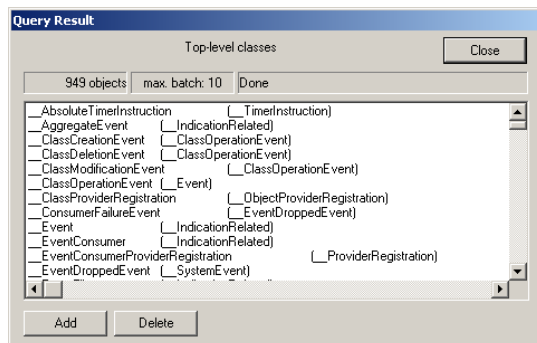 Query Result
Top-level classes
Close
949 objects max. batch: 10 Done
__AbsoluteTimerInstruction (__TimerInstruction)
__AggregateEvent (__IndicationRelated)
__ClassCreationEvent (__ClassOperationEvent)
__ClassDeletionEvent (__ClassOperationEvent)
__ClassModificationEvent (__ClassOperationEvent)
__ClassOperationEvent (__Event)
__ClassProviderRegistration (__ObjectProviderRegistration)
__ConsumerFailureEvent (__EventDroppedEvent)
__Event (__IndicationRelated)
__EventConsumer (__IndicationRelated)
__EventConsumerProviderRegistration (__ProviderRegistration)
__EventDroppedEvent (__SystemEvent)
Add Delete